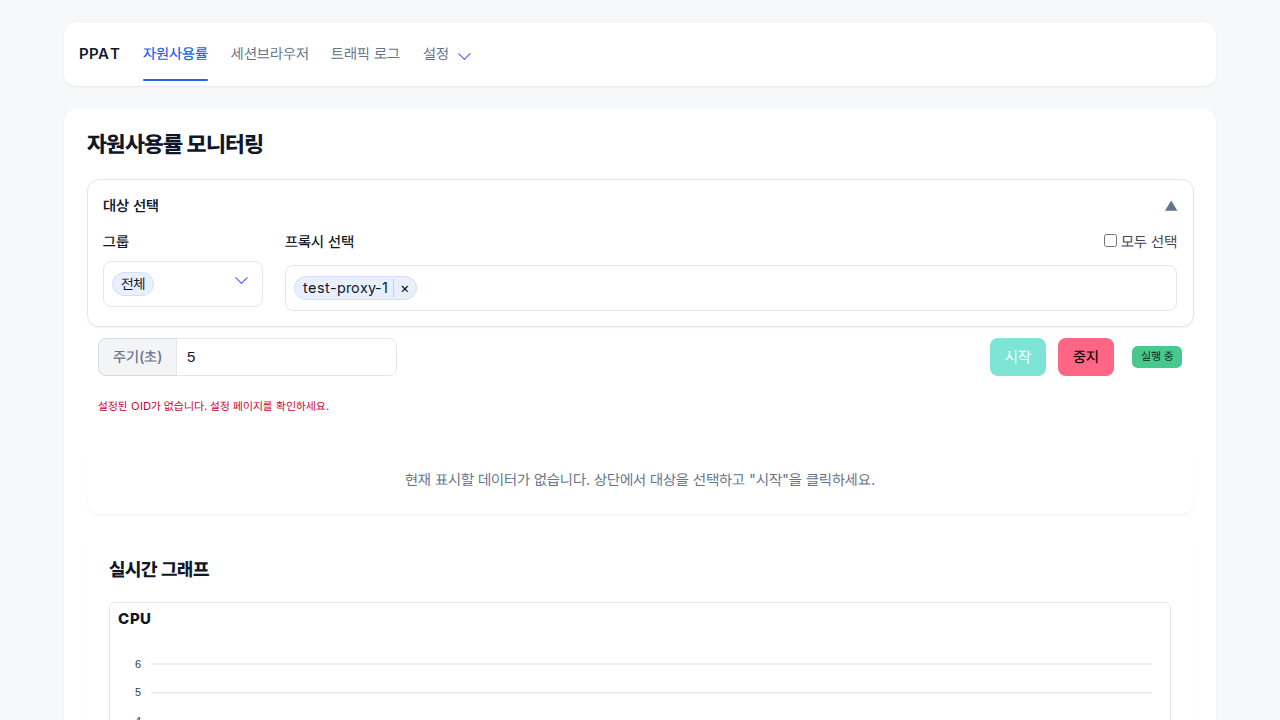 PPAT 자원사용률 세션브라우저 트래픽 로그 설정
자원사용률 모니터링
대상 선택 ▲
그룹 프록시 선택 모두 선택
전체 test-proxy-1 ×
주기(초) 5 시작 중지 실행 중
설정된 OID가 없습니다. 설정 페이지를 확인하세요.
현재 표시할 데이터가 없습니다. 상단에서 대상을 선택하고 "시작"을 클릭하세요.
실시간 그래프
CPU
6
5